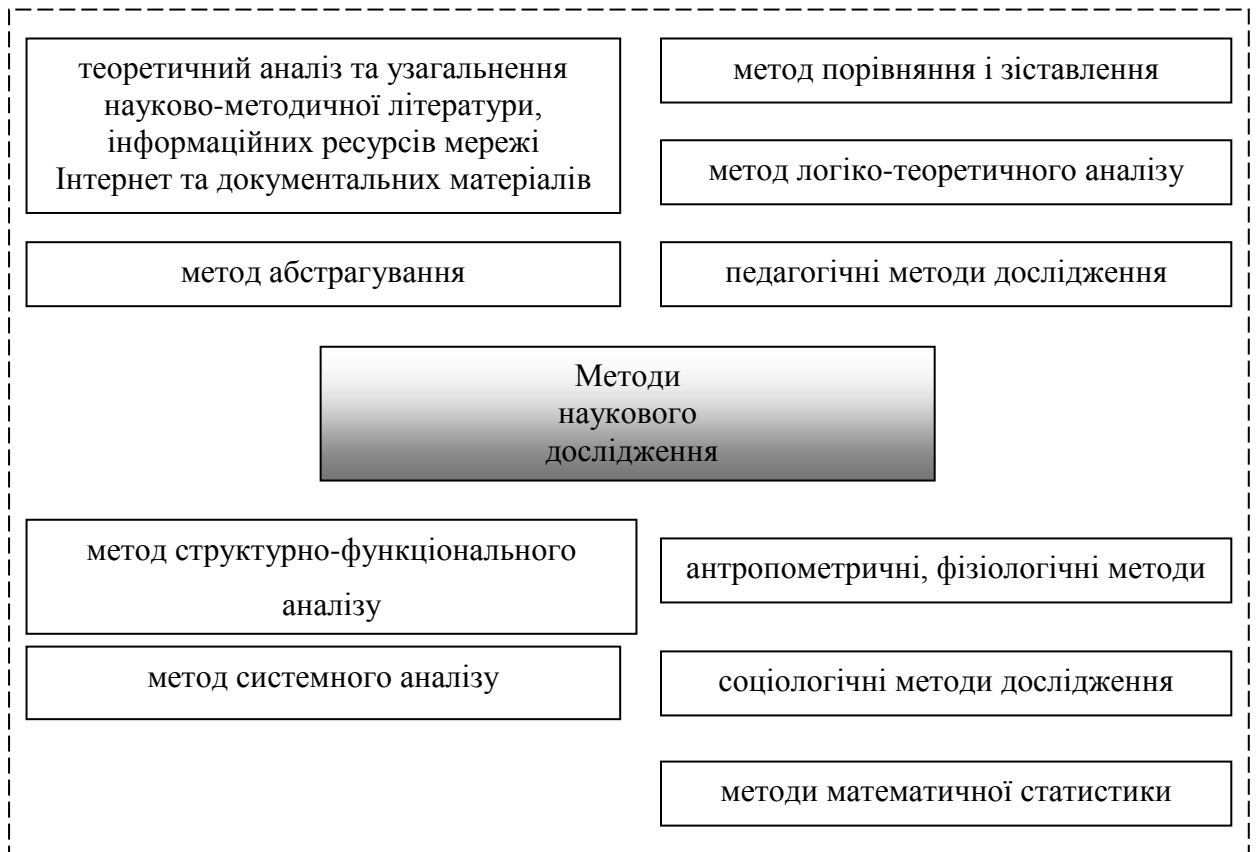 теоретичний аналіз та узагальнення
науково-методичної літератури,
інформаційних ресурсів мережі
Інтернет та документальних матеріалів
метод порівняння і зіставлення
метод логіко-теоретичного аналізу
метод абстрагування
педагогічні методи дослідження
Методи
наукового
дослідження
метод структурно-функціонального
аналізу
антропометричні, фізіологічні методи
метод системного аналізу
соціологічні методи дослідження
методи математичної статистики